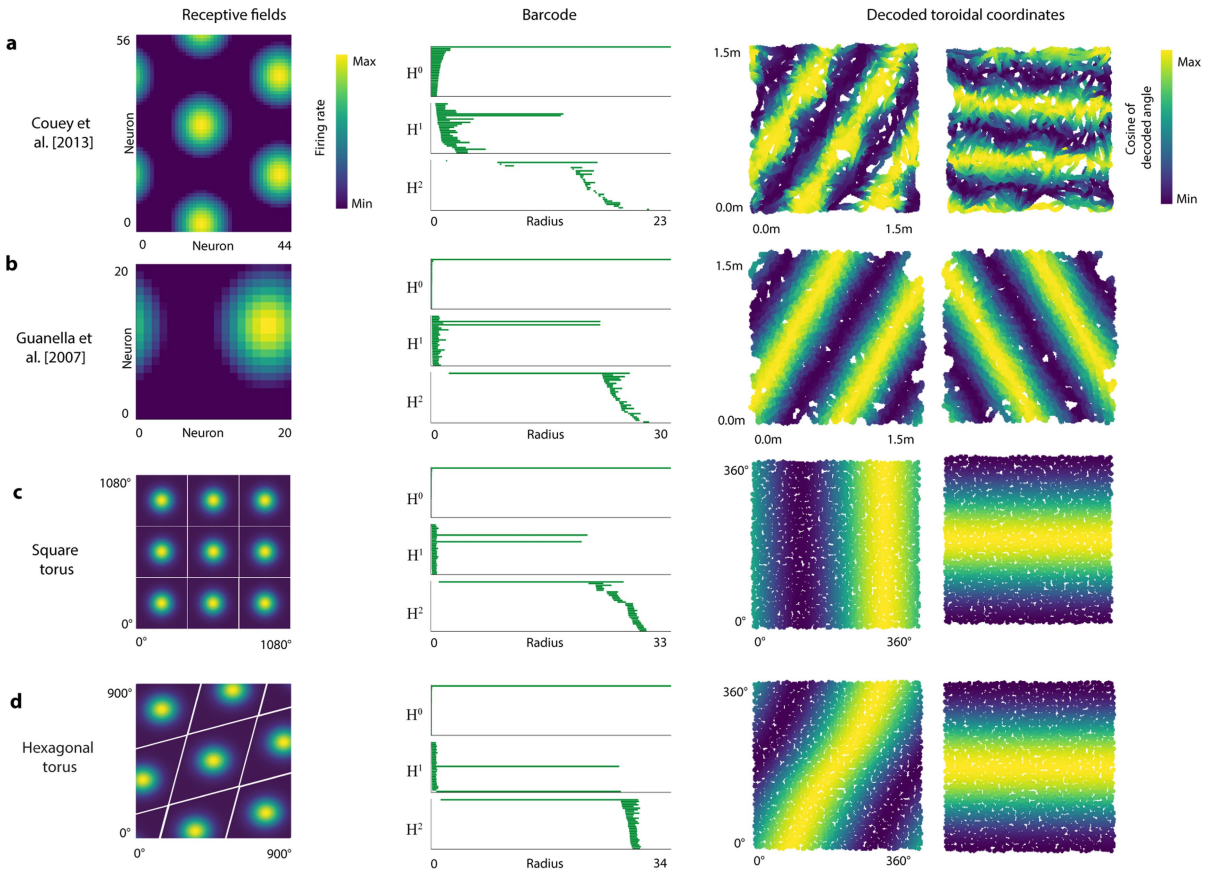 Receptive fields
Barcode
Decoded toroidal coordinates
a
Couey et
al. [2013]
56
Neuron
0
0
Neuron
44
Firing rate
Max
Min
H⁰
H¹
H²
0
Radius
23
1.5m
0.0m
0.0m
1.5m
Cosine of
decoded angle
Max
Min
b
Guanella et
al. [2007]
20
Neuron
0
0
Neuron
20
H⁰
H¹
H²
0
Radius
30
1.5m
0.0m
0.0m
1.5m
c
Square
torus
1080°
0°
0°
1080°
H⁰
H¹
H²
0
Radius
33
360°
0°
0°
360°
d
Hexagonal
torus
900°
0°
0°
900°
H⁰
H¹
H²
0
Radius
34
360°
0°
0°
360°